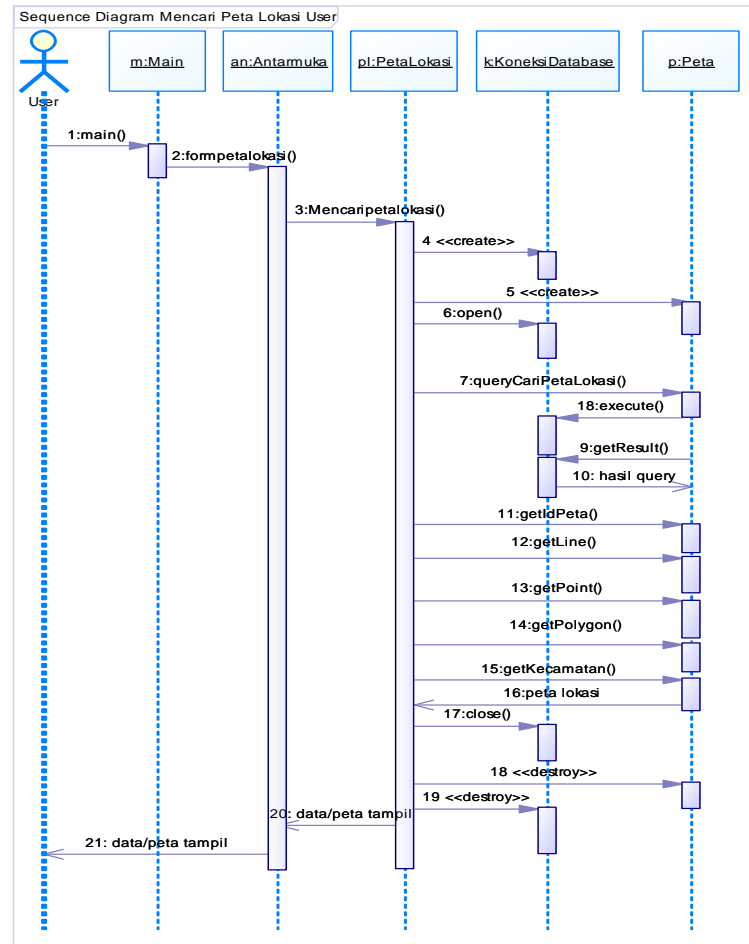 Sequence Diagram Mencari Peta Lokasi User
User
m:Main
an:Antarmuka
pl:PetaLokasi
k:KoneksiDatabase
p:Peta
1:main()
2:formpetalokasi()
3:Mencaripetalokasi()
4 <<create>>
5 <<create>>
6:open()
7:queryCariPetaLokasi()
18:execute()
9:getResult()
10: hasil query
11:getIdPeta()
12:getLine()
13:getPoint()
14:getPolygon()
15:getKecamatan()
16:peta lokasi
17:close()
18 <<destroy>>
19 <<destroy>>
20: data/peta tampil
21: data/peta tampil